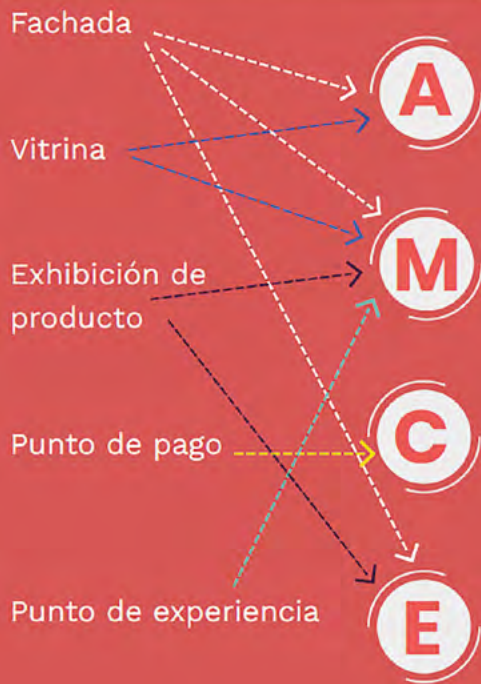 Fachada
A
Vitrina
M
Exhibición de
producto
C
Punto de pago
Punto de experiencia
E